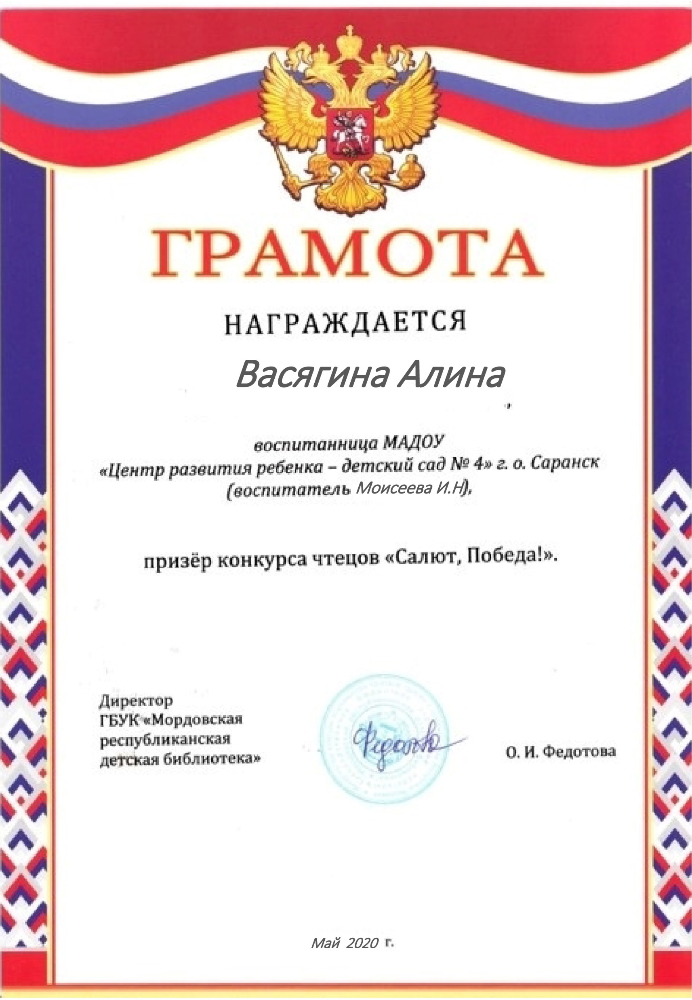 ГРАМОТА
НАГРАЖДАЕТСЯ
Васягина Алина
,
воспитанница МАДОУ
«Центр развития ребенка – детский сад № 4» г. о. Саранск
(воспитатель Моисеева И.Н),
призёр конкурса чтецов «Салют, Победа!».
Директор
ГБУК «Мордовская
республиканская
детская библиотека»
Федотова
О. И. Федотова
Май 2020 г.